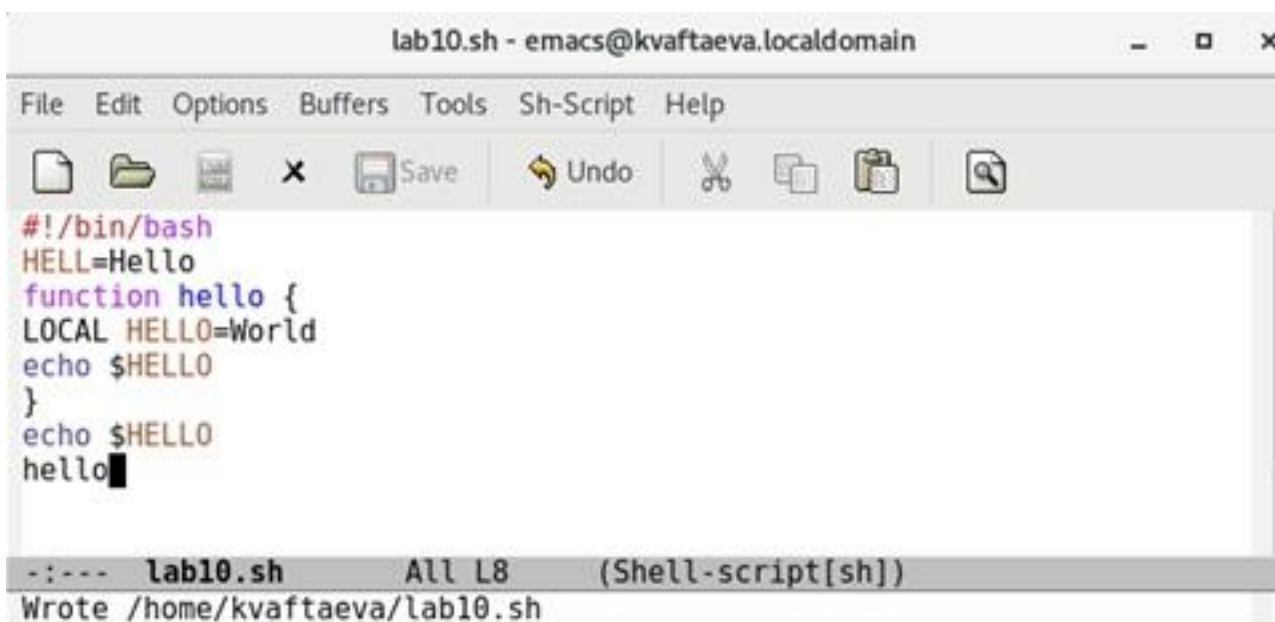 lab10.sh - emacs@kvaftaeva.localdomain
File Edit Options Buffers Tools Sh-Script Help
Save Undo
#!/bin/bash
HELL=Hello
function hello {
LOCAL HELLO=World
echo $HELLO
}
echo $HELLO
hello
-:--- lab10.sh All L8 (Shell-script[sh])
Wrote /home/kvaftaeva/lab10.sh